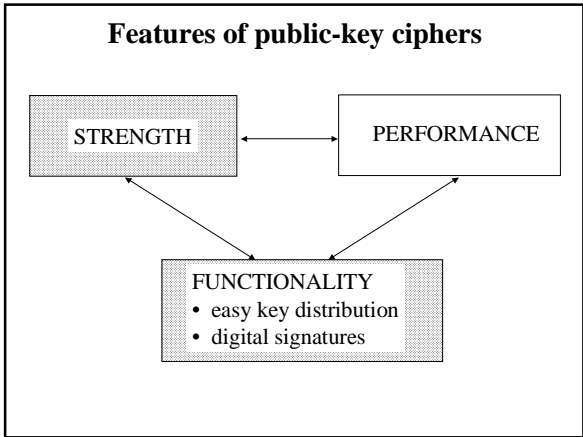 Features of public-key ciphers
STRENGTH
PERFORMANCE
FUNCTIONALITY
• easy key distribution
• digital signatures